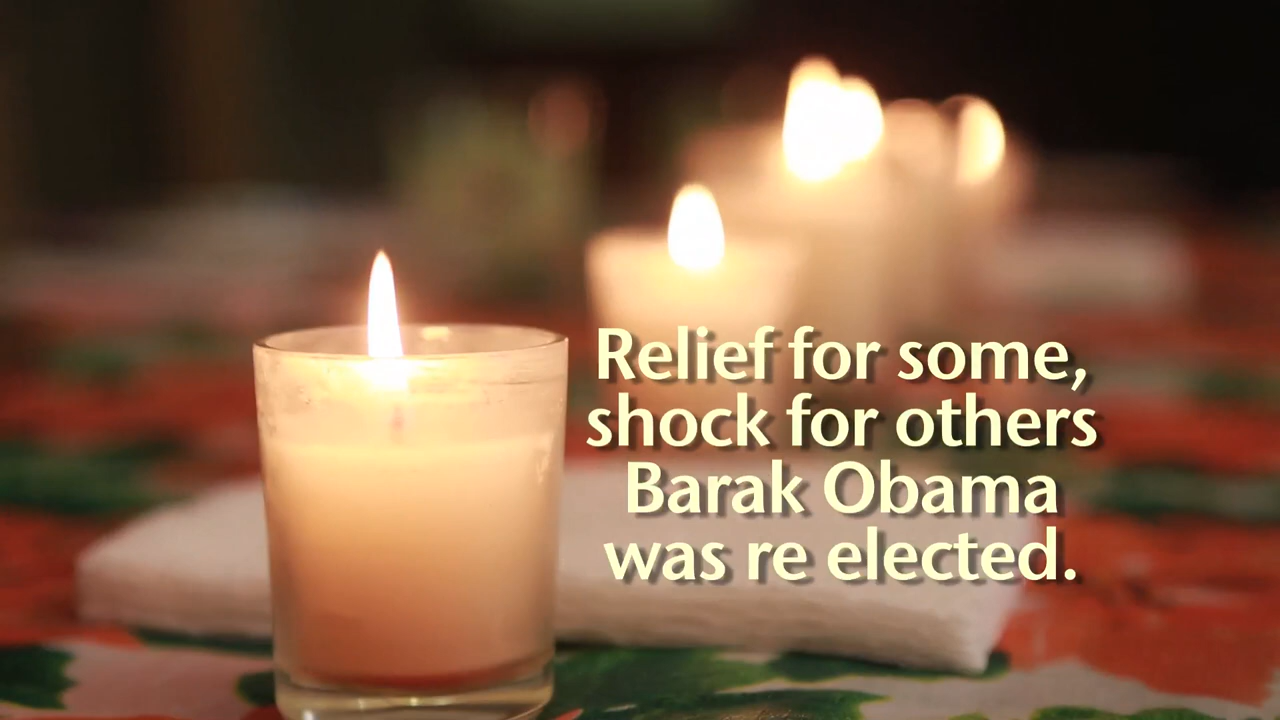 Relief for some,
shock for others
Barak Obama
was re elected.